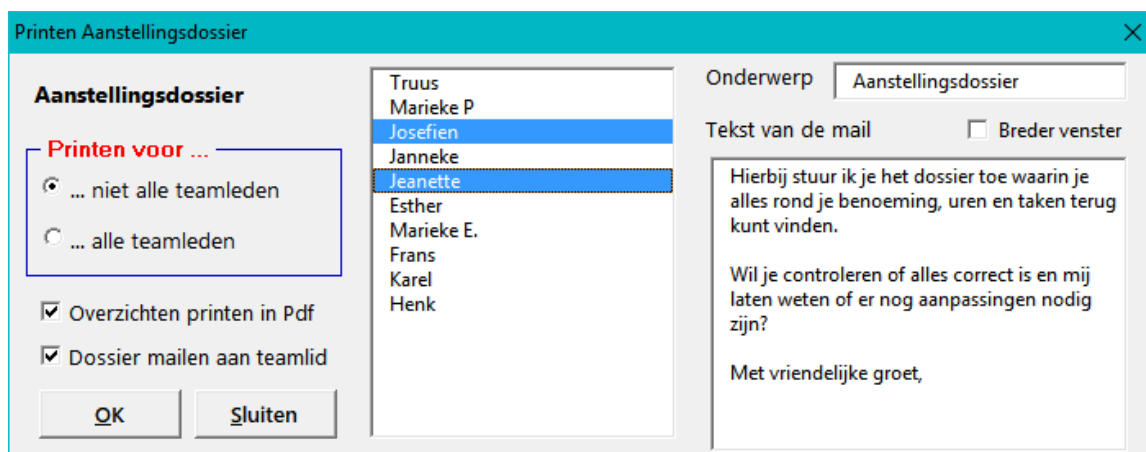 Printen Aanstellingsdossier
Aanstellingsdossier
Printen voor ...
... niet alle teamleden
... alle teamleden
Overzichten printen in Pdf
Dossier mailen aan teamlid
OK
Sluiten
Truus
Marieke P
Josefien
Janneke
Jeanette
Esther
Marieke E.
Frans
Karel
Henk
Onderwerp
Aanstellingsdossier
Tekst van de mail
Breder venster
Hierbij stuur ik je het dossier toe waarin je
alles rond je benoeming, uren en taken terug
kunt vinden.
Wil je controleren of alles correct is en mij
laten weten of er nog aanpassingen nodig
zijn?
Met vriendelijke groet,